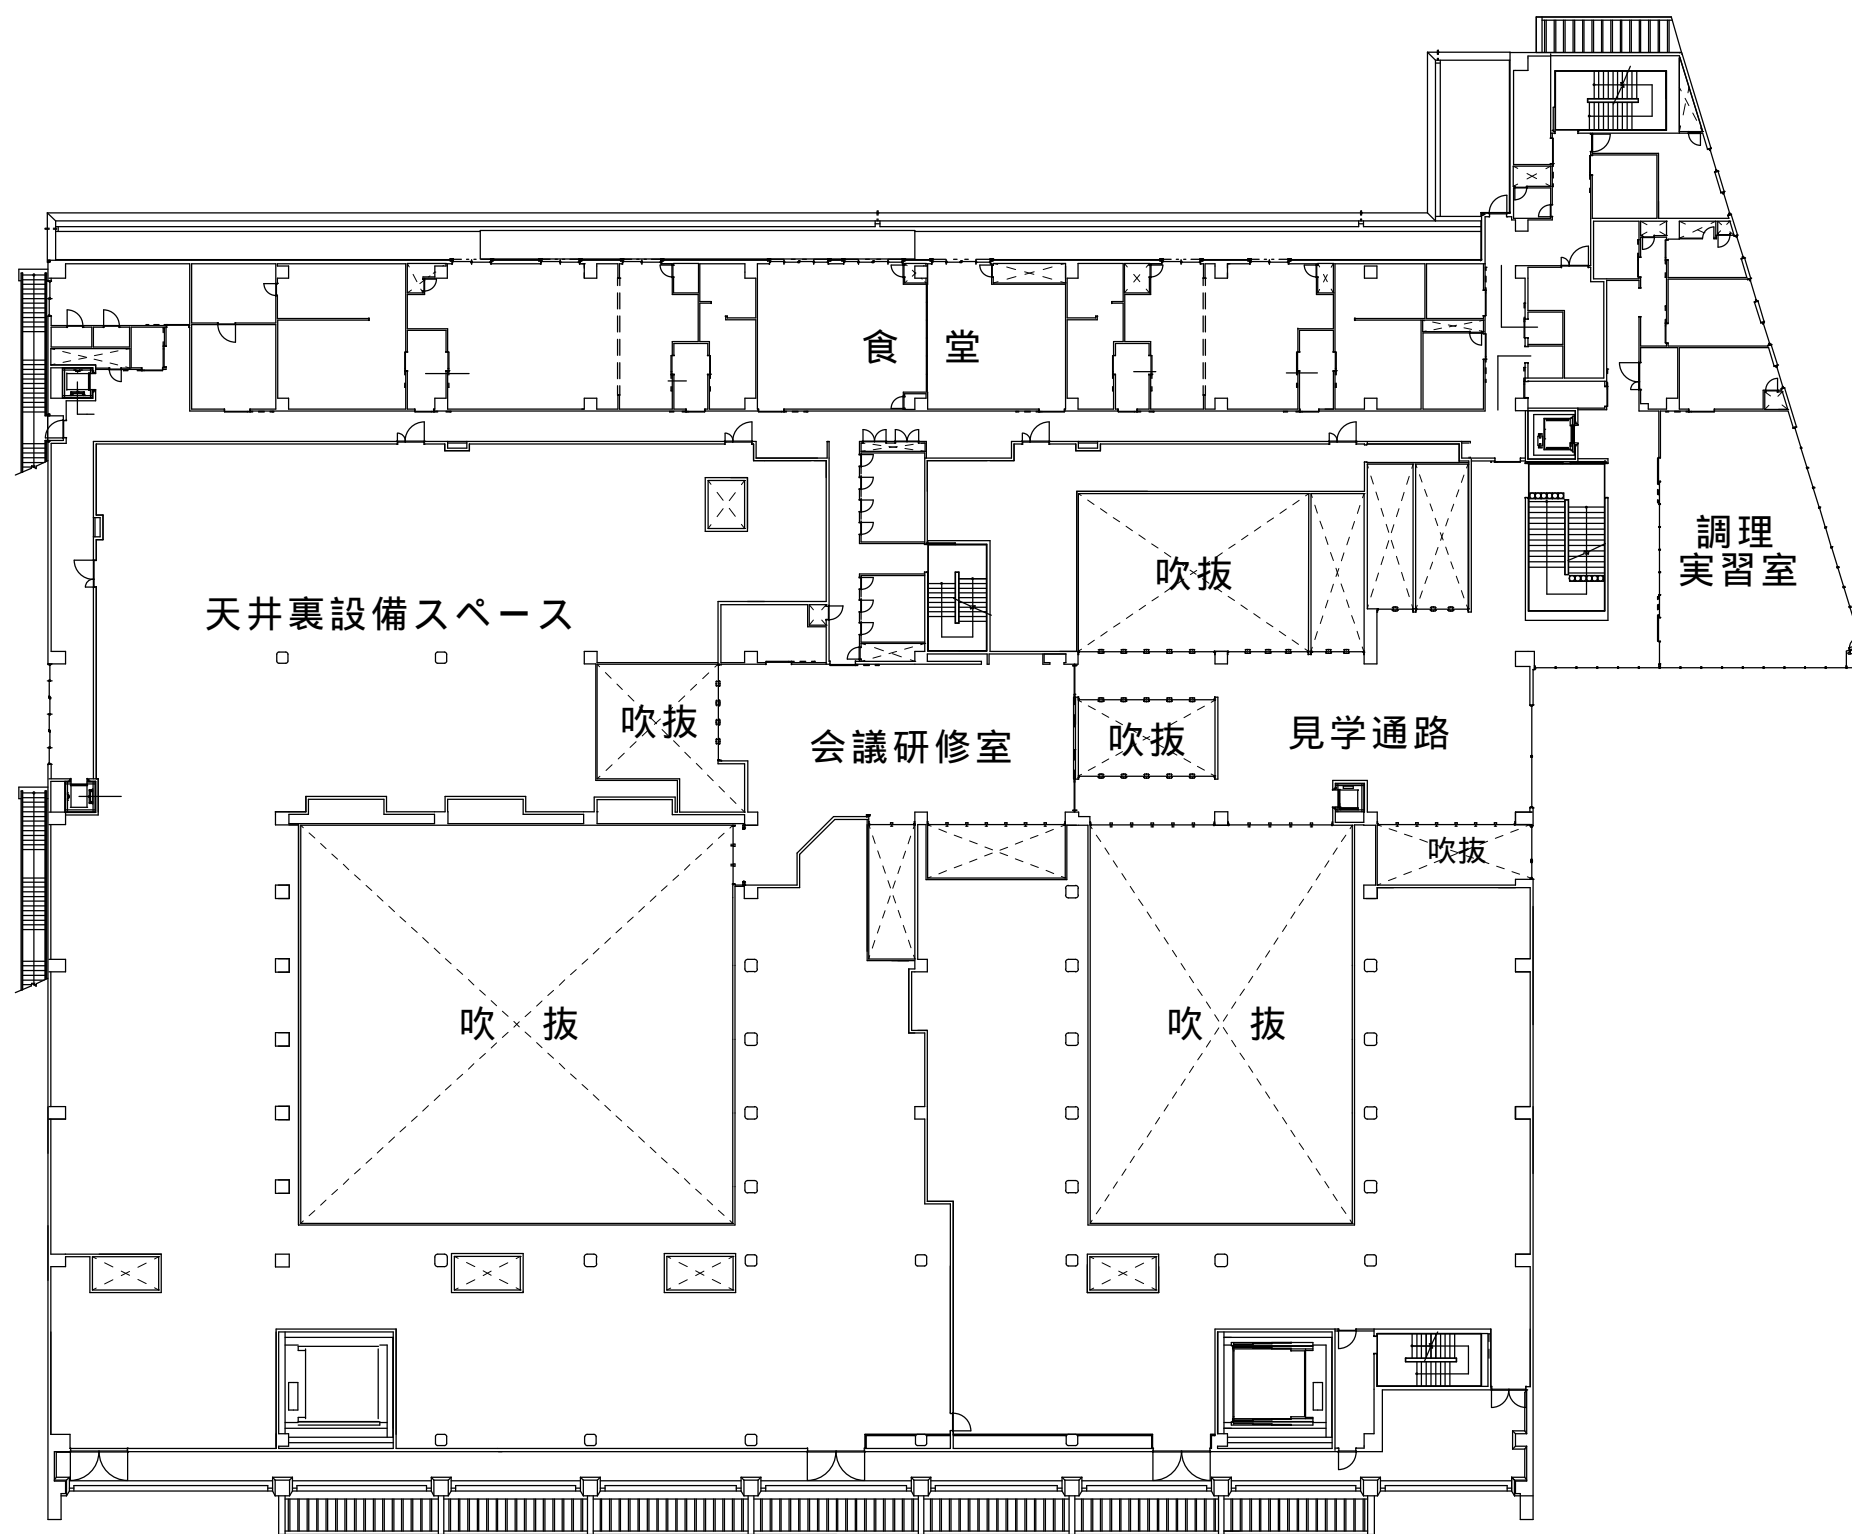 食 堂
調理
実習室
吹抜
天井裏設備スペース
吹抜
会議研修室
吹抜
見学通路
吹抜
吹 抜
吹 抜